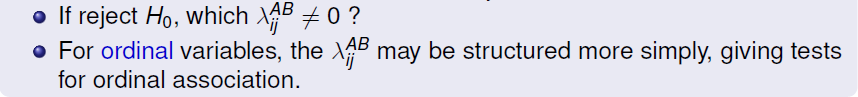 If reject H₀, which λᵢⱼᴬᴮ ≠ 0 ?
For ordinal variables, the λᵢⱼᴬᴮ may be structured more simply, giving tests
for ordinal association.